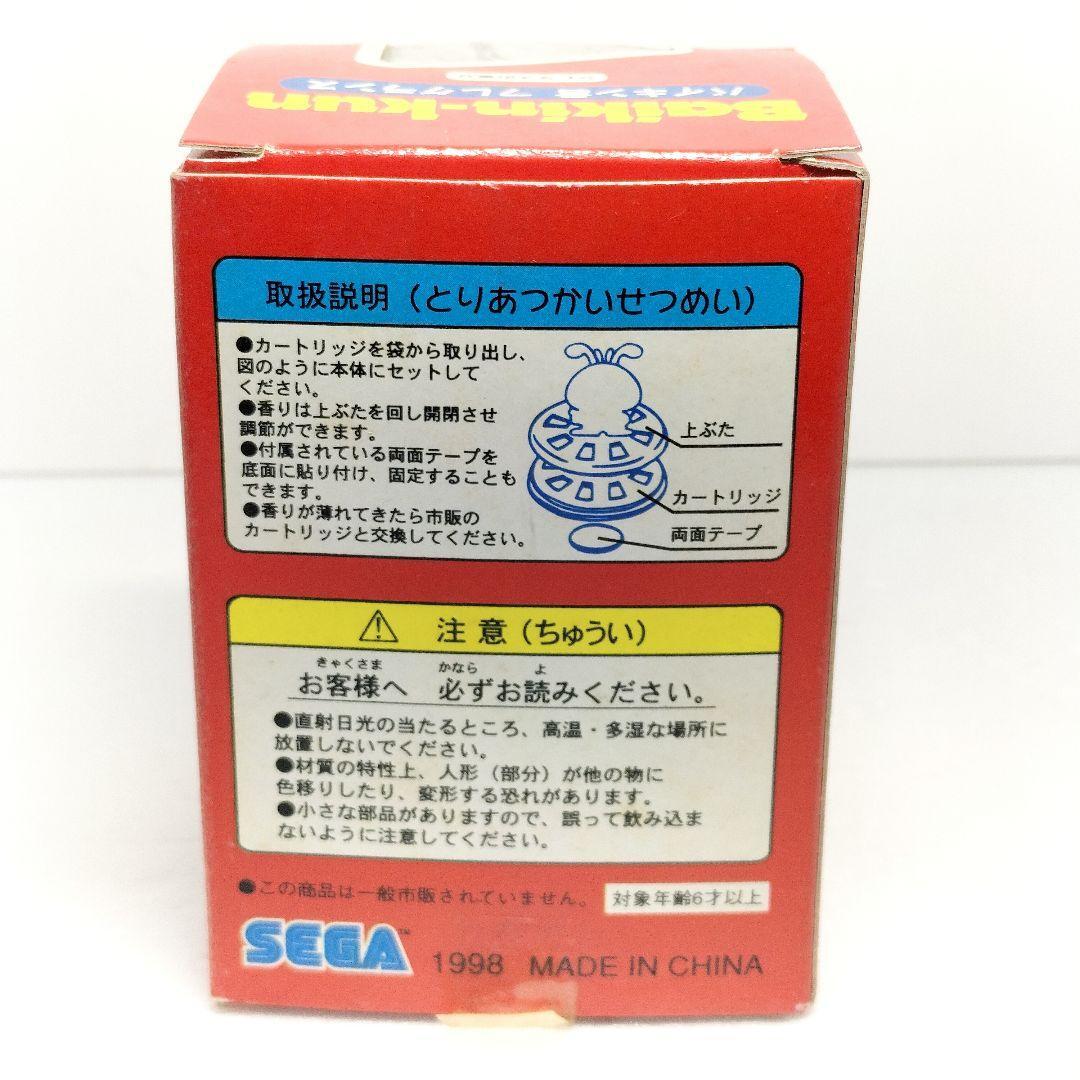 Baikin-kun
バイキン君 フレグランス
取扱説明（とりあつかいせつめい）
●カートリッジを袋から取り出し、
図のように本体にセットして
ください。
●香りは上ぶたを回し開閉させ
調節ができます。
●付属されている両面テープを
底面に貼り付け、固定することも
できます。
●香りが薄れてきたら市販の
カートリッジと交換してください。
上ぶた
カートリッジ
両面テープ
注意（ちゅうい）
きゃくさま かなら よ
お客様へ 必ずお読みください。
●直射日光の当たるところ、高温・多湿な場所に
放置しないでください。
●材質の特性上、人形（部分）が他の物に
色移りしたり、変形する恐れがあります。
●小さな部品がありますので、誤って飲み込ま
ないように注意してください。
●この商品は一般市販されていません。
対象年齢6才以上
SEGA™ 1998 MADE IN CHINA